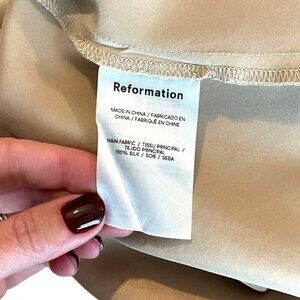 Reformation
MADE IN CHINA / FABRICADO EN
CHINA / FABRIQUÉ EN CHINE
MAIN FABRIC / TISSU PRINCIPAL /
TEJIDO PRINCIPAL
100% SILK / SOIE / SEDA